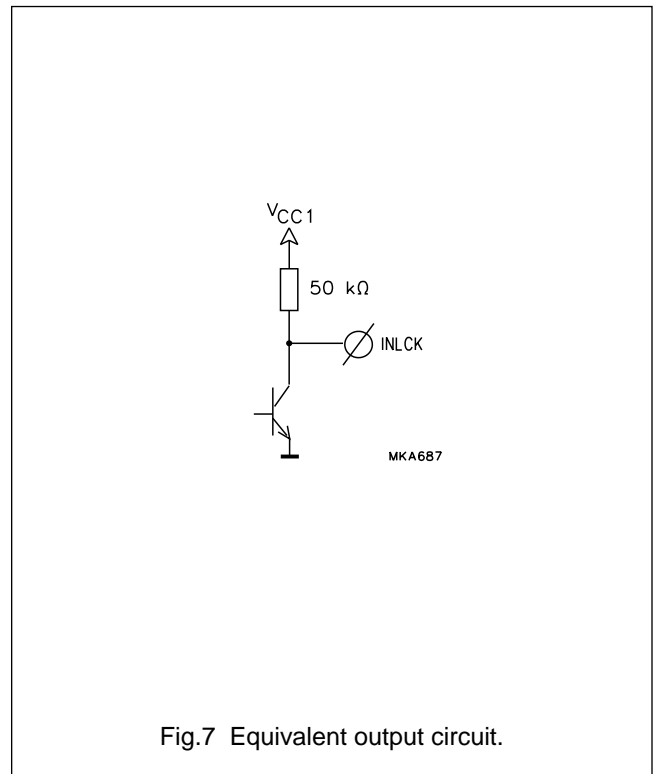 VCC1
50 kΩ
INLCK
MKA687
Fig.7 Equivalent output circuit.